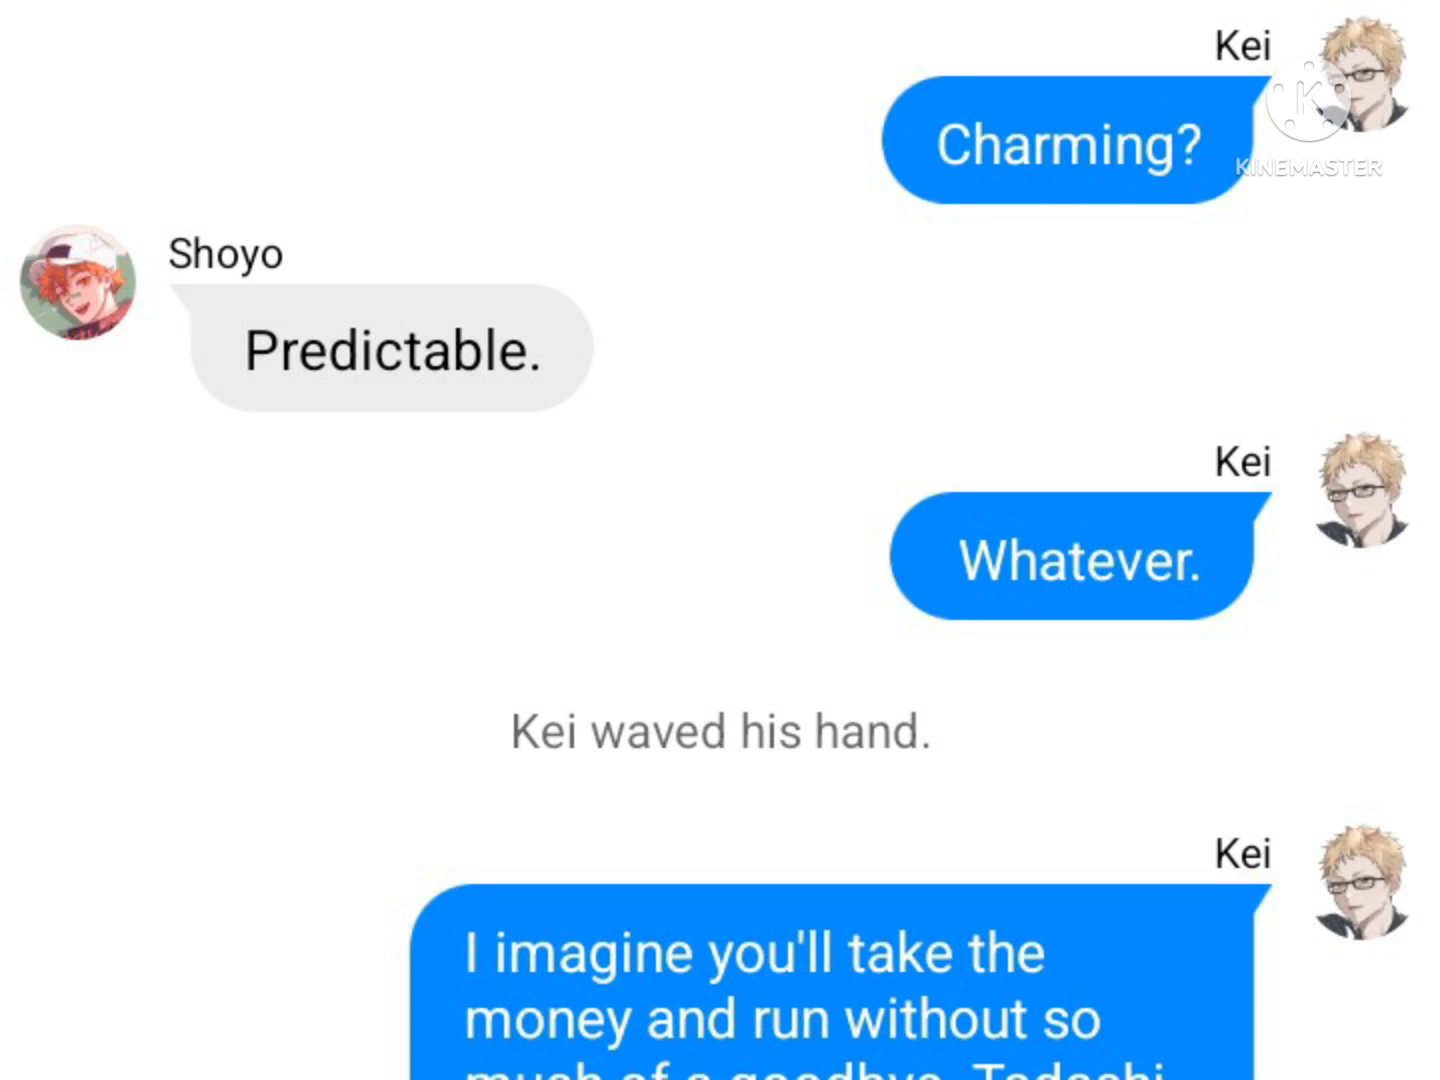 Kei
Charming?
K
KINEMASTER
Shoyo
Predictable.
Kei
Whatever.
Kei waved his hand.
Kei
I imagine you'll take the
money and run without so
much of a goodbye, Tadashi